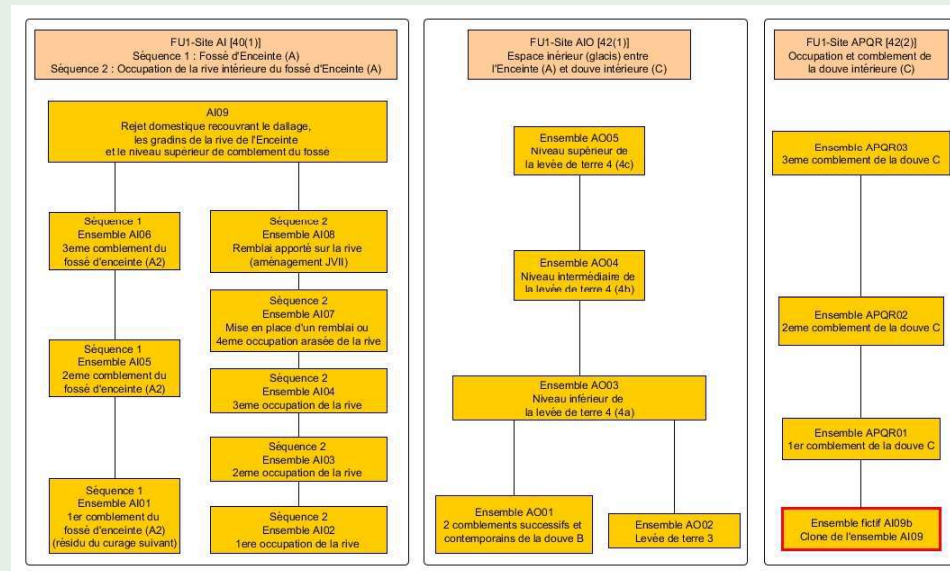 FU1-Site AI [40(1)]
Séquence 1 : Fossé d'Enceinte (A)
Séquence 2 : Occupation de la rive intérieure du fossé d'Enceinte (A)
AI09
Rejet domestique recouvrant le dallage,
les gradins de la rive de l'Enceinte
et le niveau supérieur de comblement du fossé
Séquence 1
Ensemble AI06
3eme comblement du
fossé d'enceinte (A2)
Séquence 1
Ensemble AI05
2eme comblement du
fossé d'enceinte (A2)
Séquence 1
Ensemble AI01
1er comblement du
fossé d'enceinte (A2)
(résidu du curage suivant)
Séquence 2
Ensemble AI08
Remblai apporté sur la rive
(aménagement JVII)
Séquence 2
Ensemble AI07
Mise en place d'un remblai ou
4eme occupation arasée de la rive
Séquence 2
Ensemble AI04
3eme occupation de la rive
Séquence 2
Ensemble AI03
2eme occupation de la rive
Séquence 2
Ensemble AI02
1ere occupation de la rive
FU1-Site AIO [42(1)]
Espace inérieur (glacis) entre
l'Enceinte (A) et douve intérieure (C)
Ensemble AO05
Niveau supérieur de
la levée de terre 4 (4c)
Ensemble AO04
Niveau intermédiaire de
la levée de terre 4 (4b)
Ensemble AO03
Niveau inférieur de
la levée de terre 4 (4a)
Ensemble AO01
2 comblements successifs et
contemporains de la douve B
Ensemble AO02
Levée de terre 3
FU1-Site APQR [42(2)]
Occupation et comblement de
la douve intérieure (C)
Ensemble APQR03
3eme comblement de la douve C
Ensemble APQR02
2eme comblement de la douve C
Ensemble APQR01
1er comblement de la douve C
Ensemble fictif AI09b
Clone de l'ensemble AI09